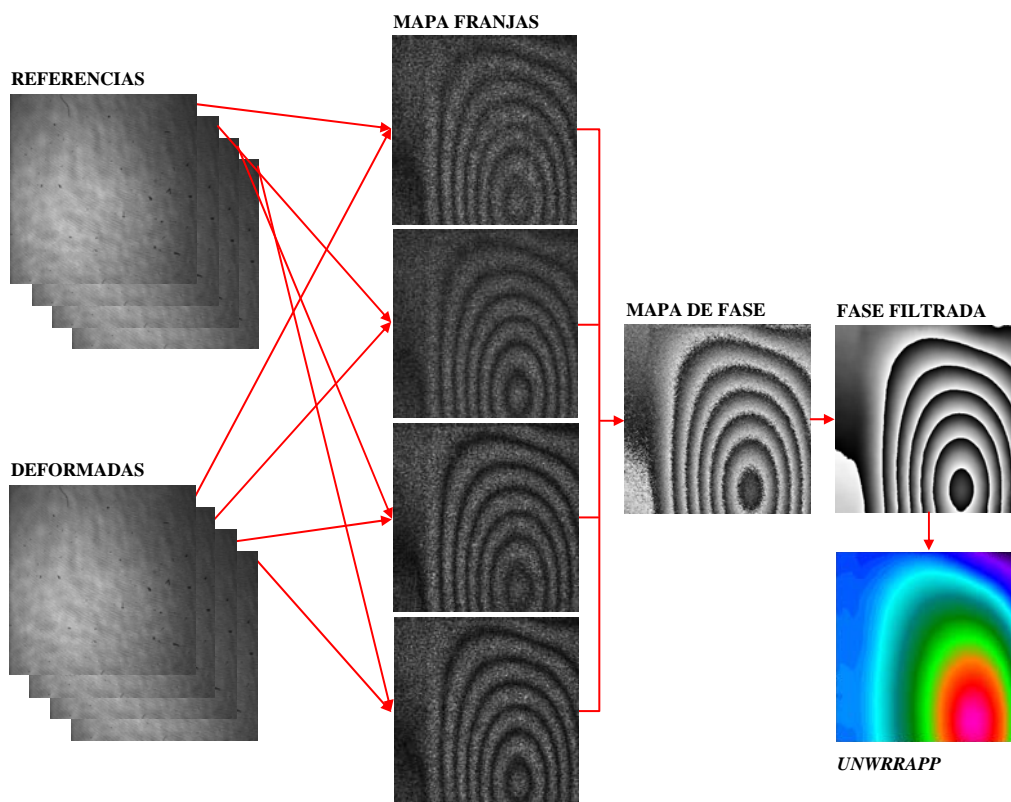 MAPA FRANJAS
REFERENCIAS
MAPA DE FASE
FASE FILTRADA
DEFORMADAS
UNWRRAPP